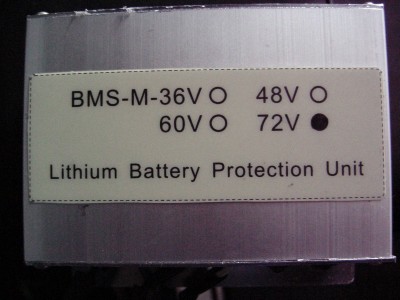 BMS-M-36V ○ 48V ○
60V ○ 72V ●
Lithium Battery Protection Unit